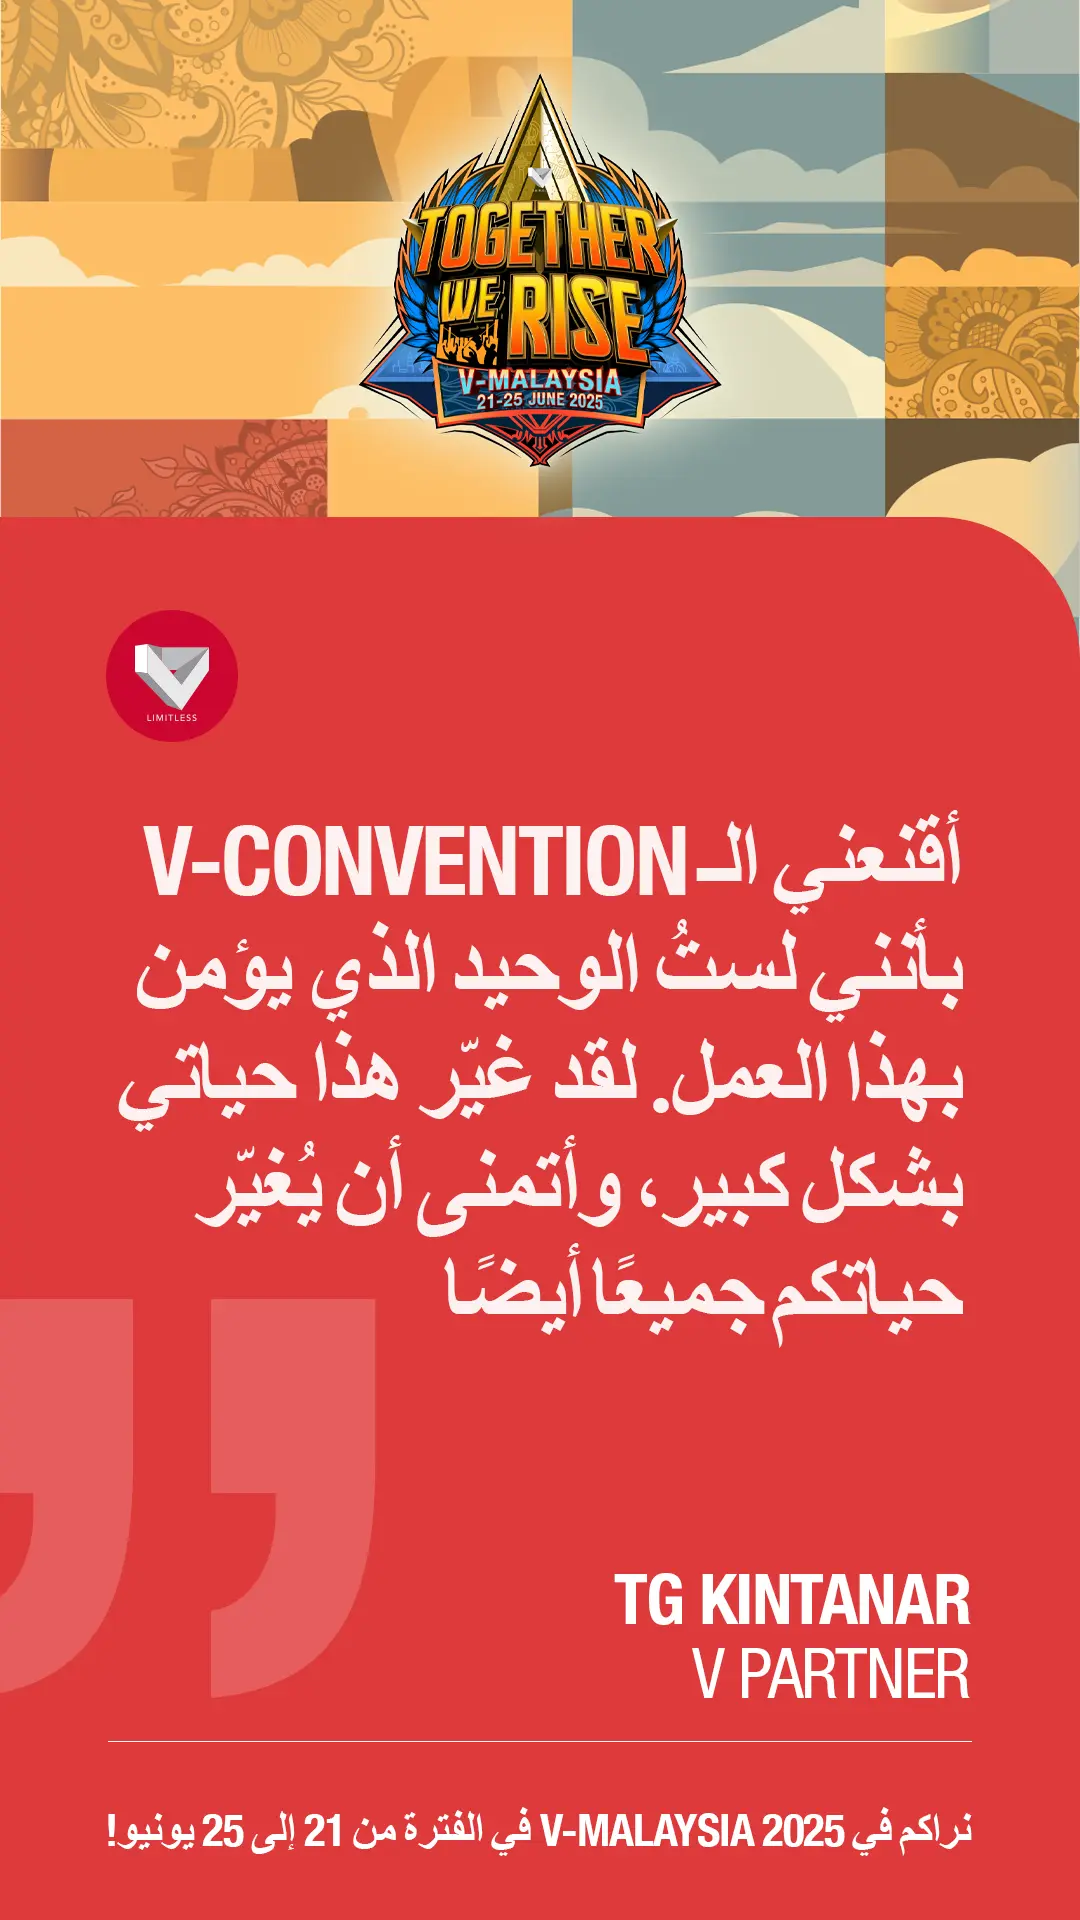 TOGETHER
WE RISE
V-MALAYSIA
21-25 JUNE 2025
LIMITLESS
أقنعني الـ V-CONVENTION
بأنني لستُ الوحيد الذي يؤمن
بهذا العمل. لقد غيّر هذا حياتي
بشكل كبير، وأتمنى أن يُغيّر
حياتكم جميعًا أيضًا
TG KINTANAR
V PARTNER
نراكم في V-MALAYSIA 2025 في الفترة من 21 إلى 25 يونيو!